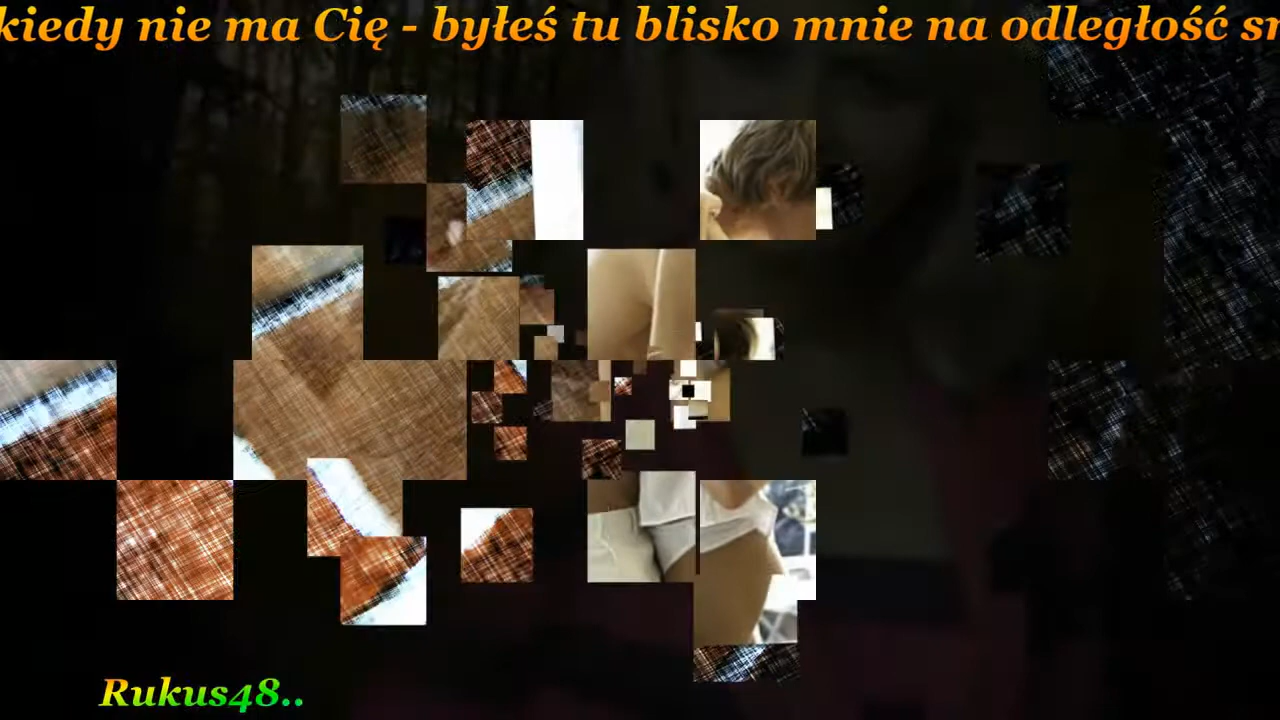 kiedy nie ma Cię - byłeś tu blisko mnie na odległość
Rukus48..